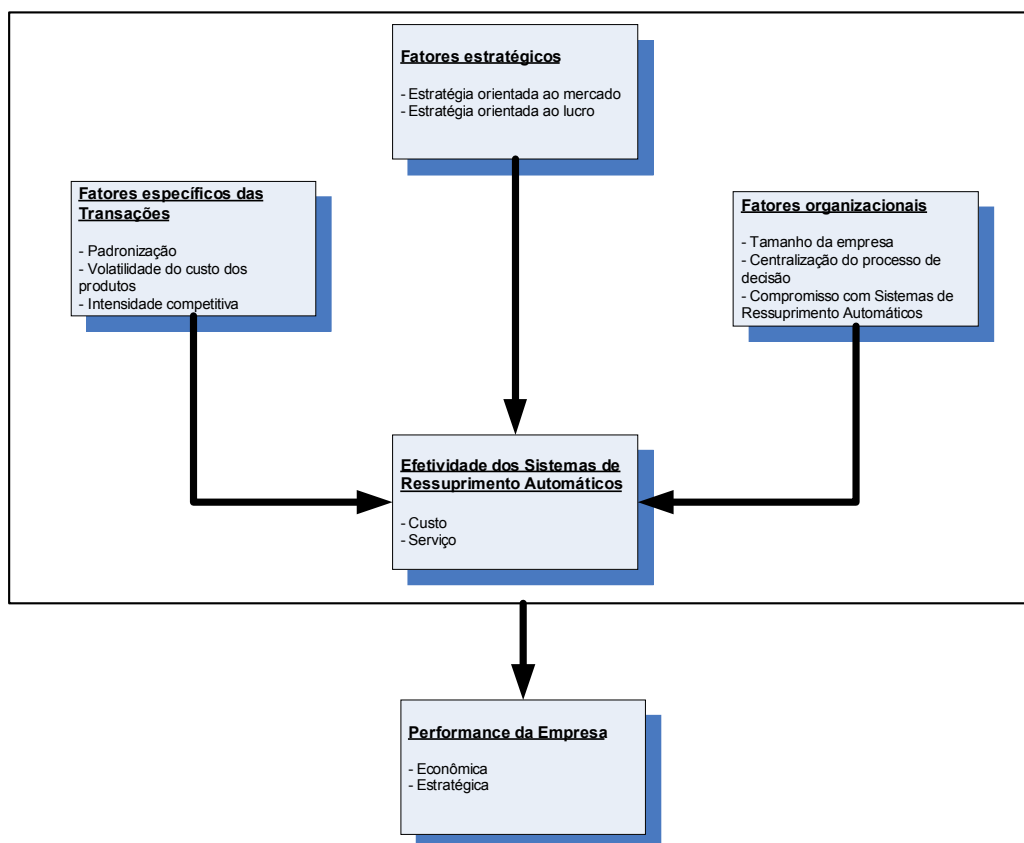 Fatores estratégicos
- Estratégia orientada ao mercado
- Estratégia orientada ao lucro
Fatores específicos das
Transações
- Padronização
- Volatilidade do custo dos
produtos
- Intensidade competitiva
Fatores organizacionais
- Tamanho da empresa
- Centralização do processo de
decisão
- Compromisso com Sistemas de
Ressuprimento Automáticos
Efetividade dos Sistemas de
Ressuprimento Automáticos
- Custo
- Serviço
Performance da Empresa
- Econômica
- Estratégica